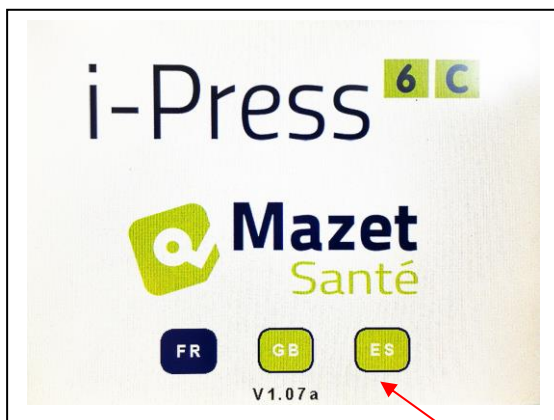 i-Press 6 C
Mazet
Santé
FR GB ES
V1.07a